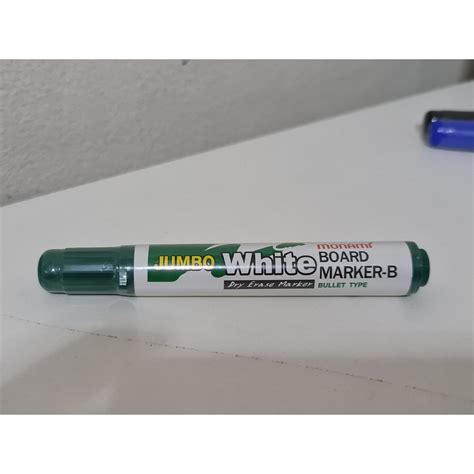 JUMBO White
Dry Erase Marker
monami
BOARD
MARKER-B
BULLET TYPE